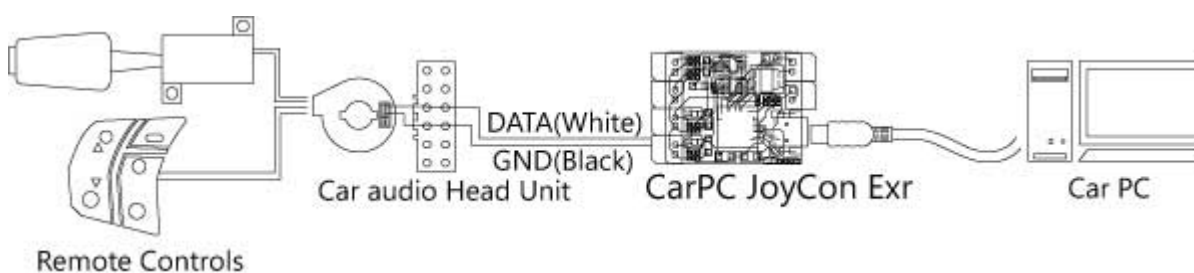 DATA(White)
GND(Black)
Car audio Head Unit
CarPC JoyCon Exr
Car PC
Remote Controls